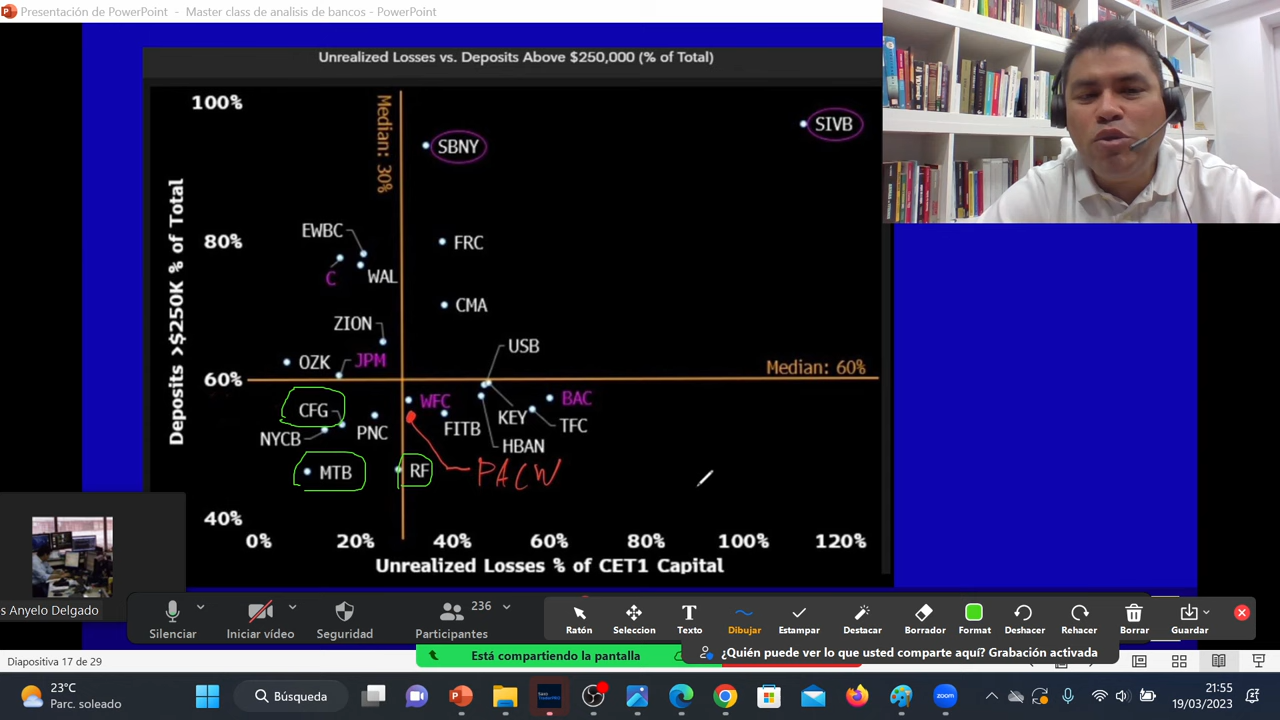 Presentación de PowerPoint - Master class de analisis de bancos - PowerPoint
Unrealized Losses vs. Deposits Above $250,000 (% of Total)
100%
80%
60%
40%
Deposits >$250K % of Total
Median: 30%
SIVB
SBNY
EWBC
FRC
C
WAL
CMA
ZION
USB
OZK
JPM
Median: 60%
CFG
WFC
BAC
KEY
NYCB
PNC
FITB
TFC
HBAN
MTB
RF
PACW
0%
20%
40%
60%
80%
100%
120%
Unrealized Losses % of CET1 Capital
s Anyelo Delgado
Silenciar
Iniciar vídeo
Seguridad
236
Participantes
Ratón
Seleccion
Texto
Dibujar
Estampar
Destacar
Borrador
Format
Deshacer
Rehacer
Borrar
Guardar
Está compartiendo la pantalla
¿Quién puede ver lo que usted comparte aquí? Grabación activada
Diapositiva 17 de 29
23°C
Parc. soleado
Búsqueda
zoom
21:55
19/03/2023